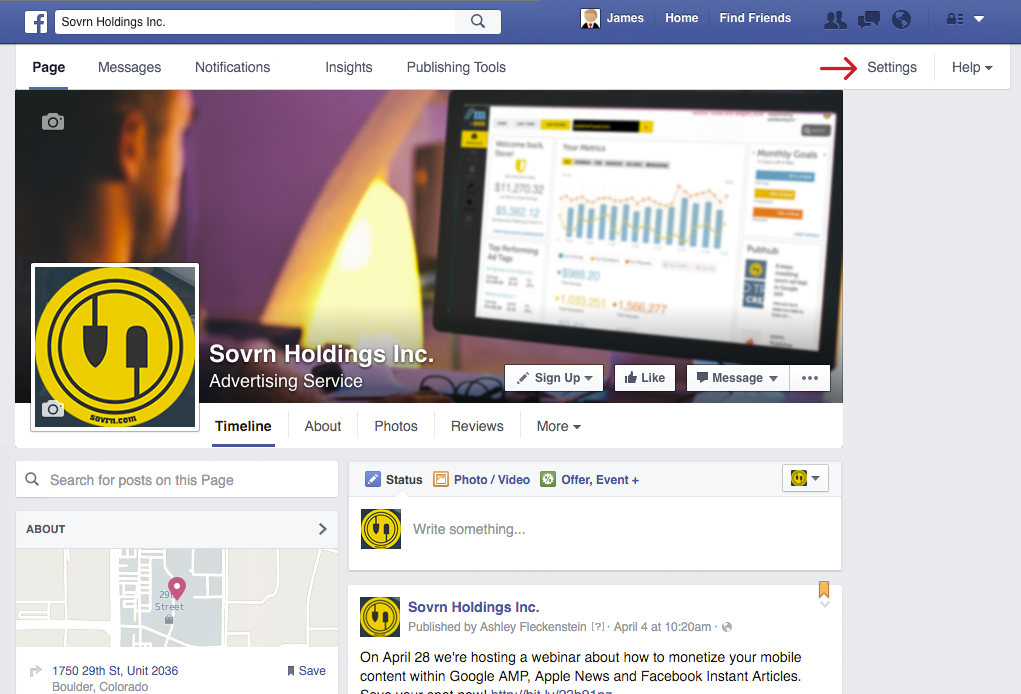 Sovrn Holdings Inc.
James Home Find Friends
Page Messages Notifications Insights Publishing Tools Settings Help
Welcome back,
Steve!
$11,270.32
$5,382.12
Top Performing
All Tags
Your Metrics
$988.20
1,033,251 1,566,277
Monthly Goals
Pubhub
sovrn.com
Sovrn Holdings Inc.
Advertising Service
Sign Up Like Message
Timeline About Photos Reviews More
Search for posts on this Page
ABOUT
29th
Street
1750 29th St, Unit 2036 Save
Boulder, Colorado
Status Photo / Video Offer, Event +
Write something...
Sovrn Holdings Inc.
Published by Ashley Fleckenstein [?] · April 4 at 10:20am ·
On April 28 we're hosting a webinar about how to monetize your mobile
content within Google AMP, Apple News and Facebook Instant Articles.
Save your spot now!